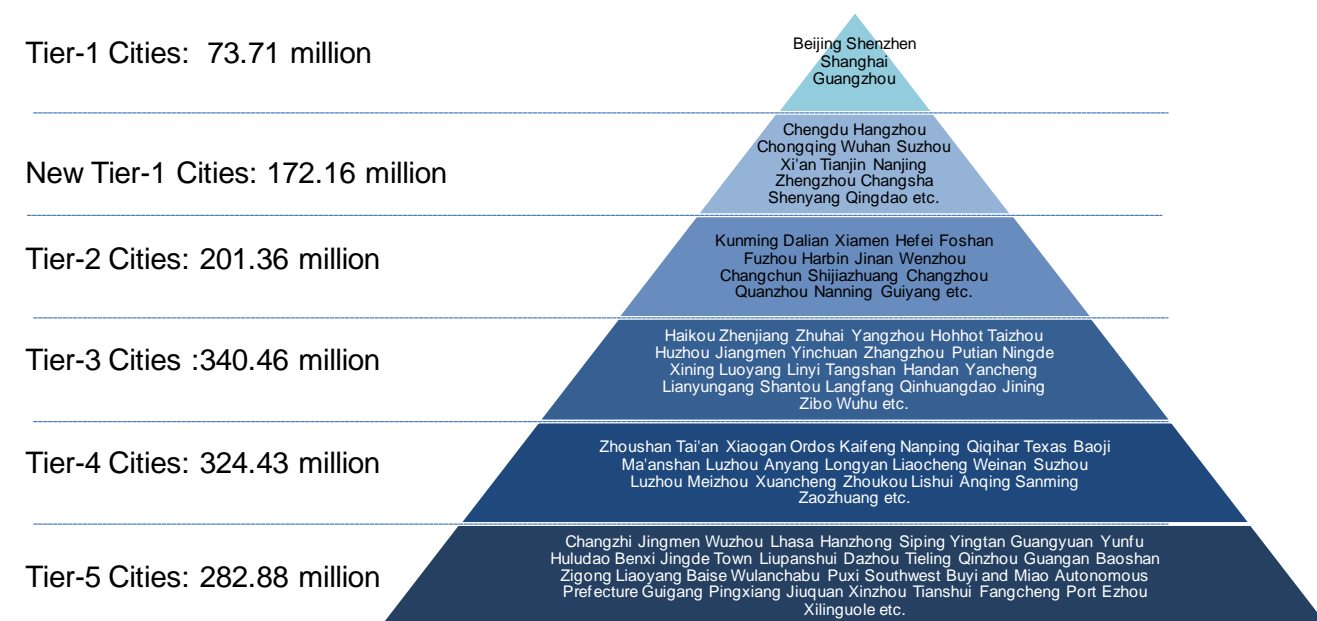 Tier-1 Cities: 73.71 million
Beijing Shenzhen
Shanghai
Guangzhou
New Tier-1 Cities: 172.16 million
Chengdu Hangzhou
Chongqing Wuhan Suzhou
Xi'an Tianjin Nanjing
Zhengzhou Changsha
Shenyang Qingdao etc.
Tier-2 Cities: 201.36 million
Kunming Dalian Xiamen Hefei Foshan
Fuzhou Harbin Jinan Wenzhou
Changchun Shijiazhuang Changzhou
Quanzhou Nanning Guiyang etc.
Tier-3 Cities :340.46 million
Haikou Zhenjiang Zhuhai Yangzhou Hohhot Taizhou
Huzhou Jiangmen Yinchuan Zhangzhou Putian Ningde
Xining Luoyang Linyi Tangshan Handan Yancheng
Lianyungang Shantou Langfang Qinhuangdao Jining
Zibo Wuhu etc.
Tier-4 Cities: 324.43 million
Zhoushan Tai'an Xiaogan Ordos Kaifeng Nanping Qiqihar Texas Baoji
Ma'anshan Luzhou Anyang Longyan Liaocheng Weinan Suzhou
Luzhou Meizhou Xuancheng Zhoukou Lishui Anqing Sanming
Zaozhuang etc.
Tier-5 Cities: 282.88 million
Changzhi Jingmen Wuzhou Lhasa Hanzhong Siping Yingtan Guangyuan Yunfu
Huludao Benxi Jingde Town Liupanshui Dazhou Tieling Qinzhou Guangan Baoshan
Zigong Liaoyang Baise Wulanchabu Puxi Southwest Buyi and Miao Autonomous
Prefecture Guigang Pingxiang Jiuquan Xinzhou Tianshui Fangcheng Port Ezhou
Xilinguole etc.